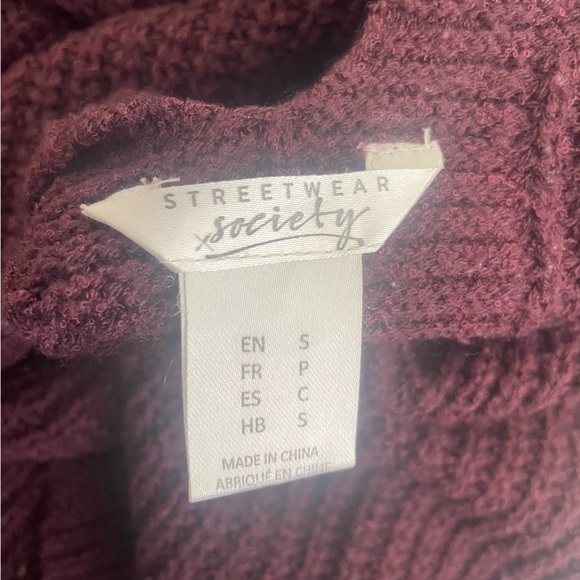 STREETWEAR
x society
EN S
FR P
ES C
HB S
MADE IN CHINA
ABRIQUÉ EN CHINE